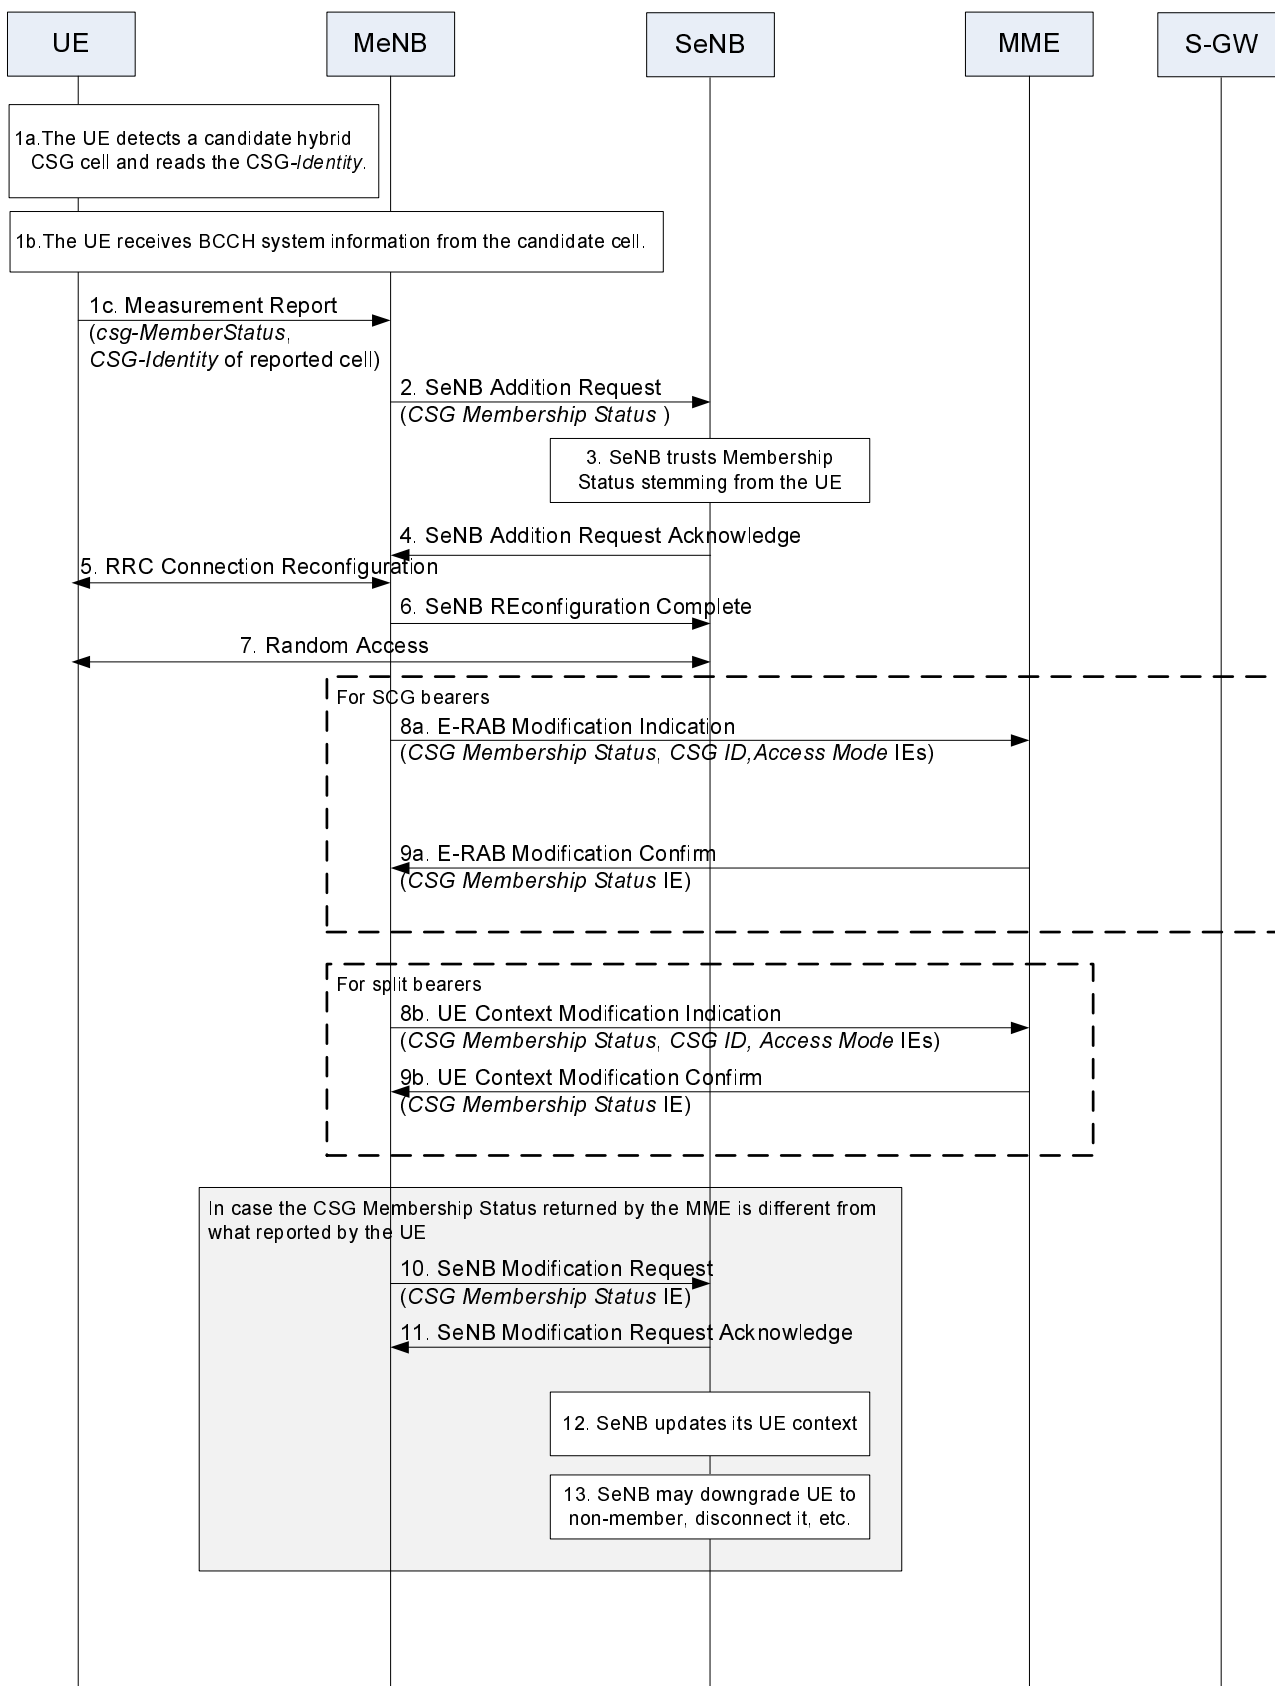 UE
MeNB
SeNB
MME
S-GW
1a.The UE detects a candidate hybrid
CSG cell and reads the CSG-Identity.
1b.The UE receives BCCH system information from the candidate cell.
1c. Measurement Report
(csg-MemberStatus,
CSG-Identity of reported cell)
2. SeNB Addition Request
(CSG Membership Status )
3. SeNB trusts Membership
Status stemming from the UE
4. SeNB Addition Request Acknowledge
5. RRC Connection Reconfiguration
6. SeNB REconfiguration Complete
7. Random Access
For SCG bearers
8a. E-RAB Modification Indication
(CSG Membership Status, CSG ID,Access Mode IEs)
9a. E-RAB Modification Confirm
(CSG Membership Status IE)
For split bearers
8b. UE Context Modification Indication
(CSG Membership Status, CSG ID, Access Mode IEs)
9b. UE Context Modification Confirm
(CSG Membership Status IE)
In case the CSG Membership Status returned by the MME is different from
what reported by the UE
10. SeNB Modification Request
(CSG Membership Status IE)
11. SeNB Modification Request Acknowledge
12. SeNB updates its UE context
13. SeNB may downgrade UE to
non-member, disconnect it, etc.